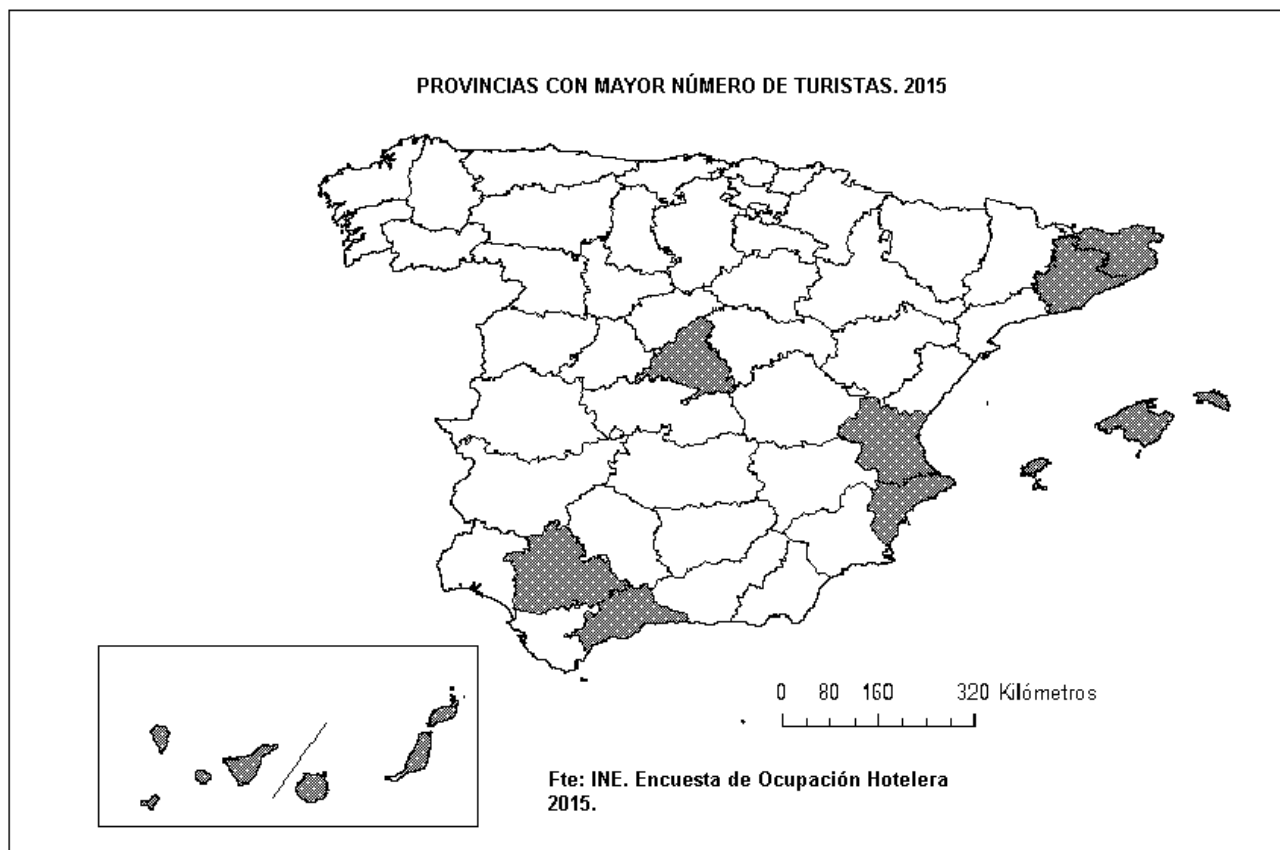 PROVINCIAS CON MAYOR NÚMERO DE TURISTAS. 2015
0 80 160 320 Kilómetros
Fte: INE. Encuesta de Ocupación Hotelera
2015.